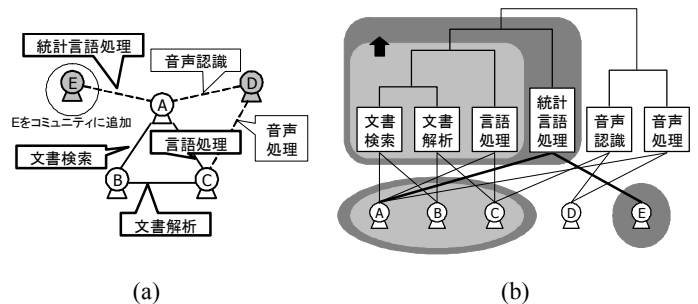 統計言語処理
音声認識
E
A
D
Eをコミュニティに追加
音声
処理
文書検索
言語処理
B
C
文書解析
(a)
文書
検索
文書
解析
言語
処理
統計
言語
処理
音声
認識
音声
処理
A
B
C
D
E
(b)